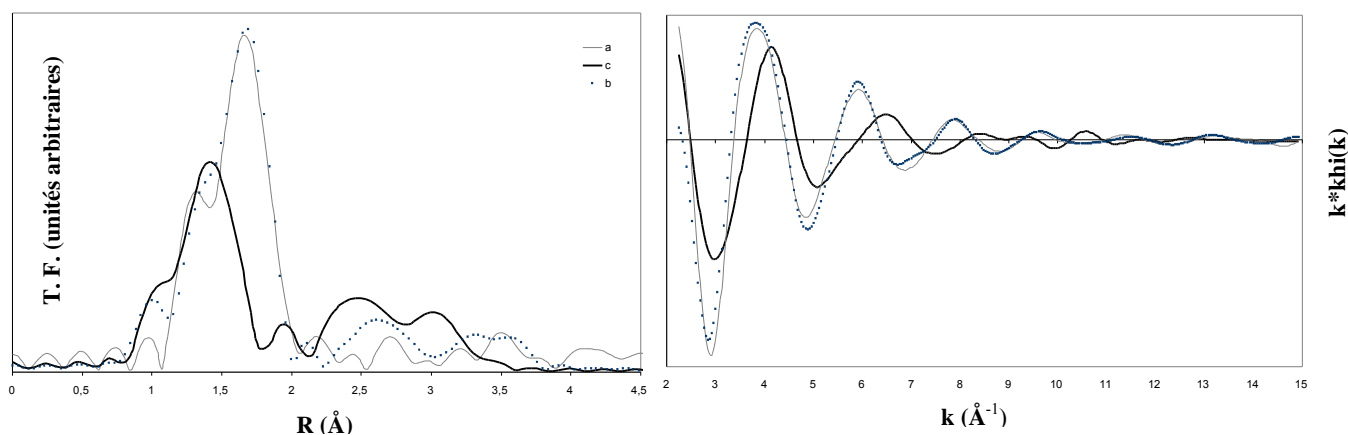 T. F. (unités arbitraires)
a
c
b
0 0,5 1 1,5 2 2,5 3 3,5 4 4,5
R (Å)
k*khi(k)
2 3 4 5 6 7 8 9 10 11 12 13 14 15
k (Å-1)